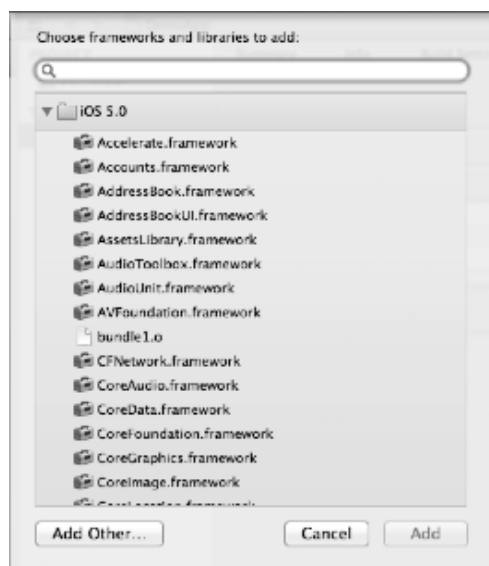 Choose frameworks and libraries to add:
iOS 5.0
Accelerate.framework
Accounts.framework
AddressBook.framework
AddressBookUI.framework
AssetsLibrary.framework
AudioToolbox.framework
AudioUnit.framework
AVFoundation.framework
bundle1.o
CFNetwork.framework
CoreAudio.framework
CoreData.framework
CoreFoundation.framework
CoreGraphics.framework
CoreImage.framework
Add Other...
Cancel
Add